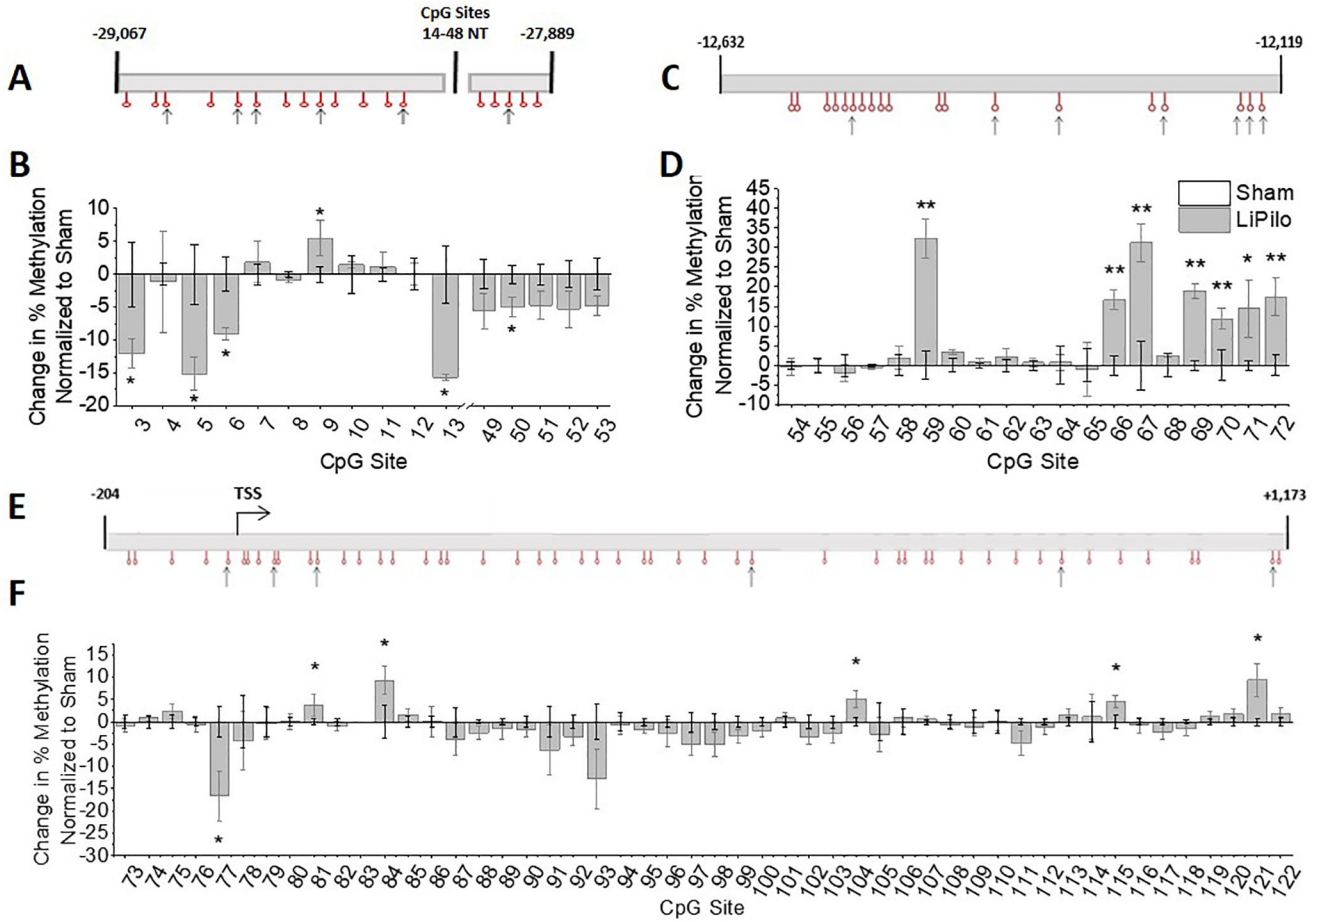 A
-29,067
CpG Sites
14-48 NT
-27,889
B
Change in % Methylation
Normalized to Sham
10
5
0
-5
-10
-15
-20
* * * * * *
3 4 5 6 7 8 9 10 11 12 13 49 50 51 52 53
CpG Site
C
-12,632
-12,119
D
Change in % Methylation
Normalized to Sham
45
40
35
30
25
20
15
10
5
0
-5
-10
Sham
LiPilo
** ** ** ** ** * **
54 55 56 57 58 59 60 61 62 63 64 65 66 67 68 69 70 71 72
CpG Site
E
-204
TSS
+1,173
F
Change in % Methylation
Normalized to Sham
15
10
5
0
-5
-10
-15
-20
-25
-30
* * * * * *
73 74 75 76 77 78 79 80 81 82 83 84 85 86 87 88 89 90 91 92 93 94 95 96 97 98 99 100 101 102 103 104 105 106 107 108 109 110 111 112 113 114 115 116 117 118 119 120 121 122
CpG Site